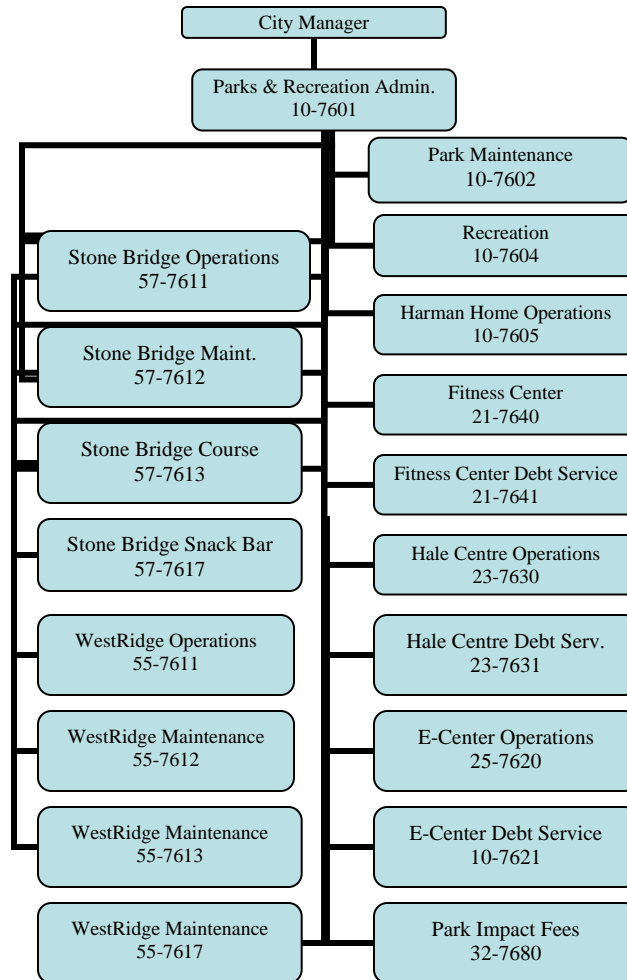 City Manager
Parks & Recreation Admin.
10-7601
Park Maintenance
10-7602
Recreation
10-7604
Stone Bridge Operations
57-7611
Harman Home Operations
10-7605
Stone Bridge Maint.
57-7612
Fitness Center
21-7640
Stone Bridge Course
57-7613
Fitness Center Debt Service
21-7641
Stone Bridge Snack Bar
57-7617
Hale Centre Operations
23-7630
WestRidge Operations
55-7611
Hale Centre Debt Serv.
23-7631
WestRidge Maintenance
55-7612
E-Center Operations
25-7620
WestRidge Maintenance
55-7613
E-Center Debt Service
10-7621
WestRidge Maintenance
55-7617
Park Impact Fees
32-7680